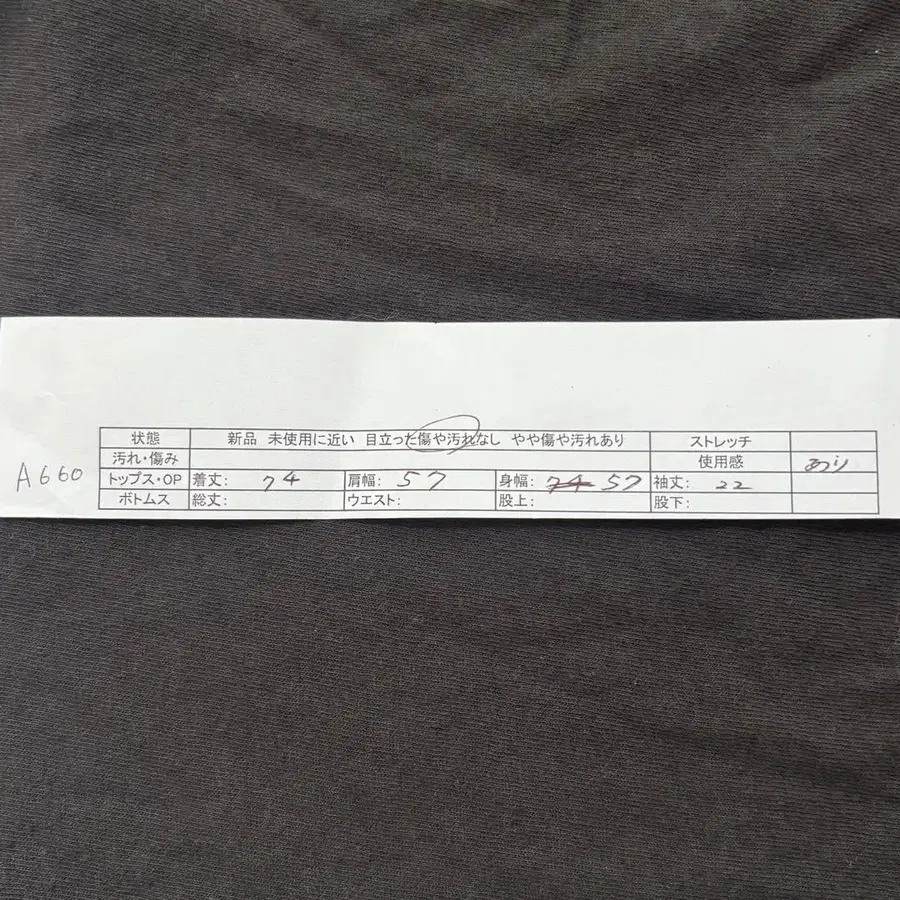 状態 新品 未使用に近い 目立った傷や汚れなし やや傷や汚れあり ストレッチ
汚れ・傷み 使用感 あり
A660 トップス・OP 着丈: 74 肩幅: 57 身幅: 74 57 袖丈: 22
ボトムス 総丈: ウエスト: 股上: 股下: